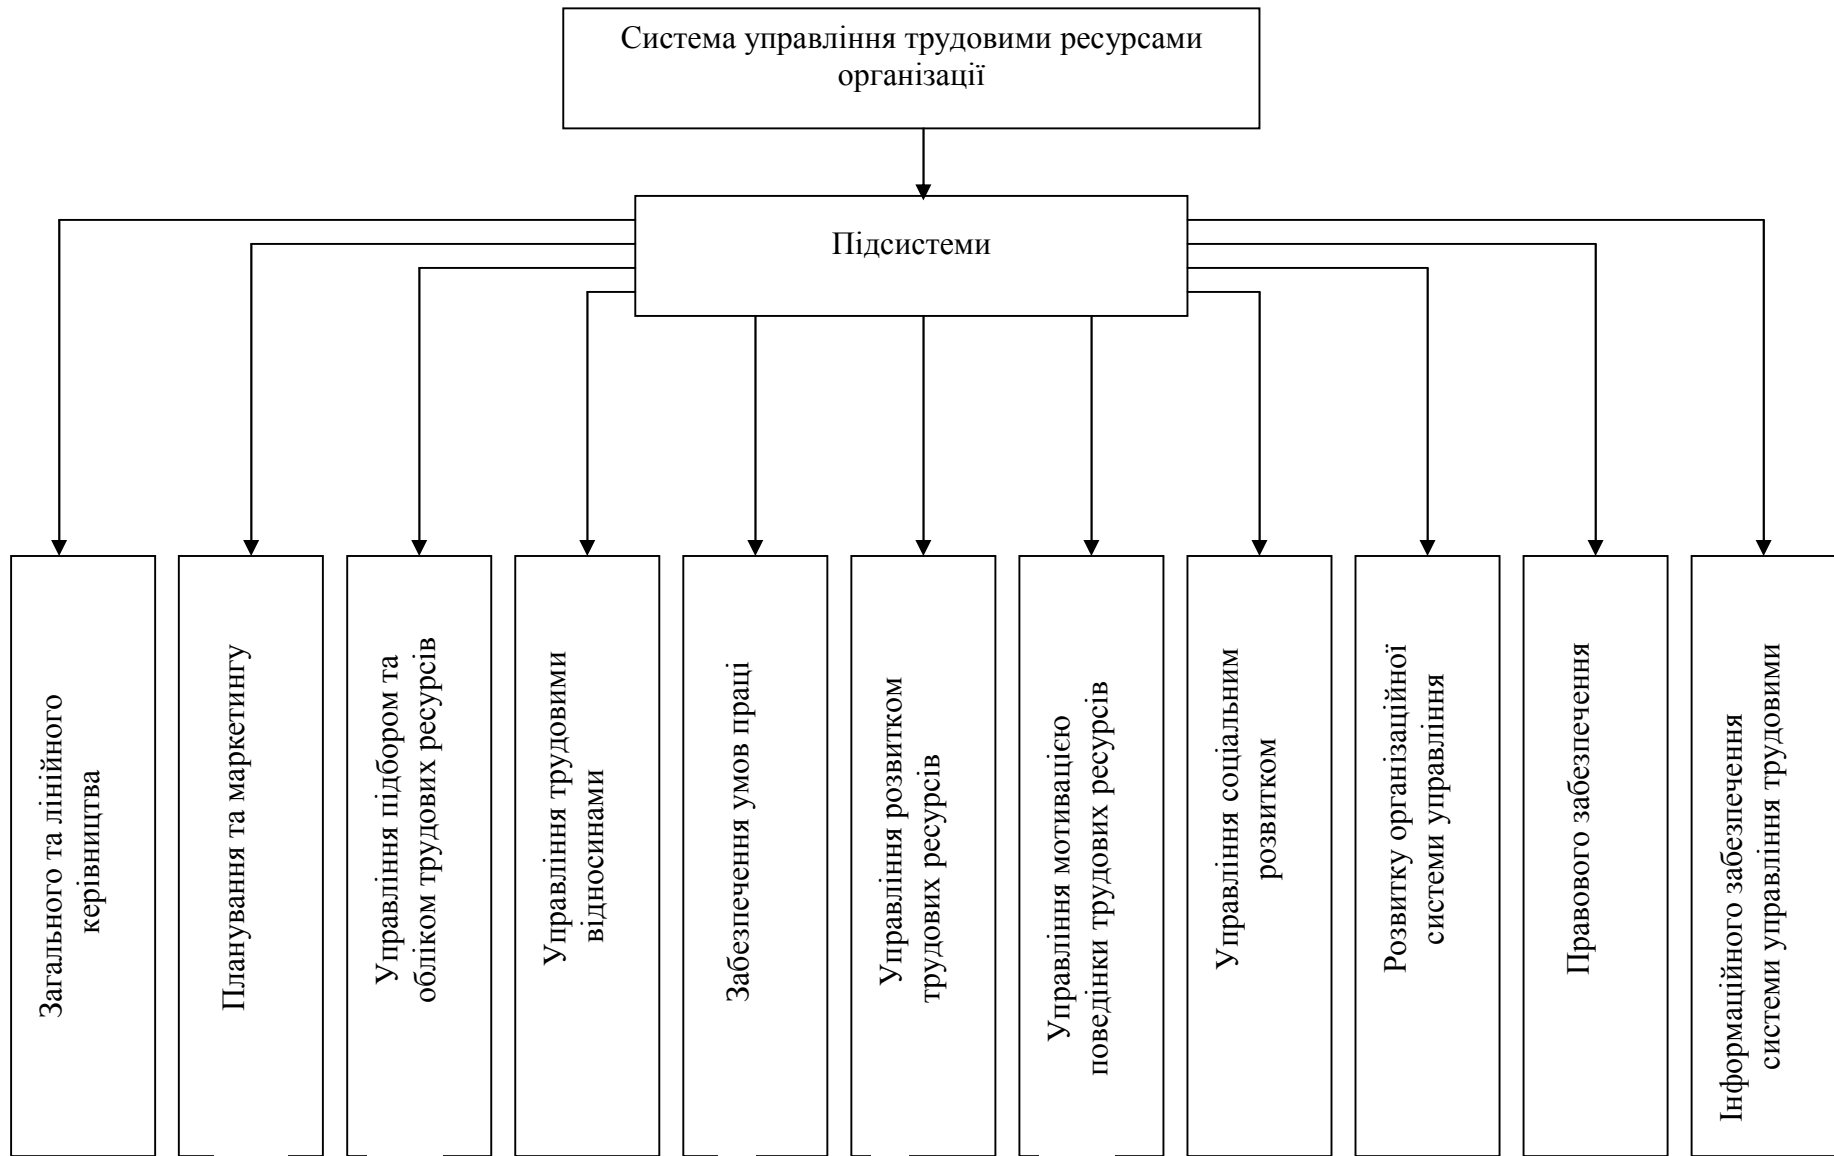 Система управління трудовими ресурсами
організації
Підсистеми
Загального та лінійного
керівництва
Планування та маркетингу
Управління підбором та
обліком трудових ресурсів
Управління трудовими
відносинами
Забезпечення умов праці
Управління розвитком
трудових ресурсів
Управління мотивацією
поведінки трудових ресурсів
Управління соціальним
розвитком
Розвитку організаційної
системи управління
Правового забезпечення
Інформаційного забезпечення
системи управління трудовими